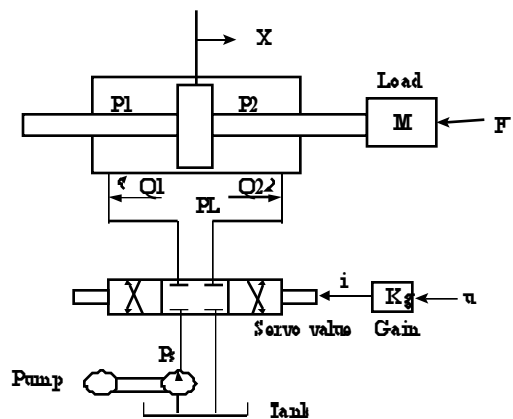 X
Load
P1 P2
M
F
Q1 Q2
PL
i
Kg
u
Servo value Gain
Ps
Pump
Tank